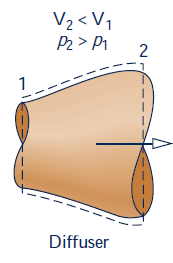 V₂ < V₁
p₂ > p₁
2
1
Diffuser